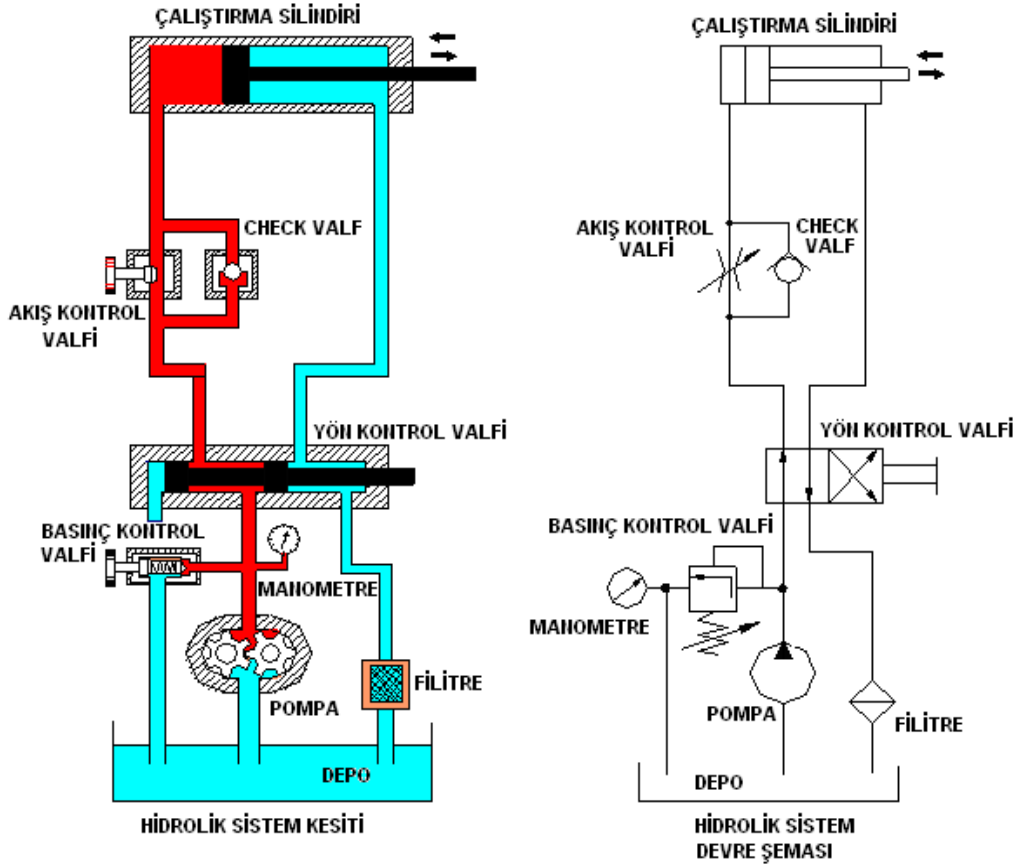 ÇALIŞTIRMA SİLİNDİRİ
CHECK VALF
AKIŞ KONTROL
VALFİ
YÖN KONTROL VALFİ
BASINÇ KONTROL
VALFİ
MANOMETRE
POMPA
FİLİTRE
DEPO
HİDROLİK SİSTEM KESİTİ
ÇALIŞTIRMA SİLİNDİRİ
AKIŞ KONTROL
VALFİ
CHECK
VALF
YÖN KONTROL VALFİ
BASINÇ KONTROL VALFİ
MANOMETRE
POMPA
FİLİTRE
DEPO
HİDROLİK SİSTEM
DEVRE ŞEMASI